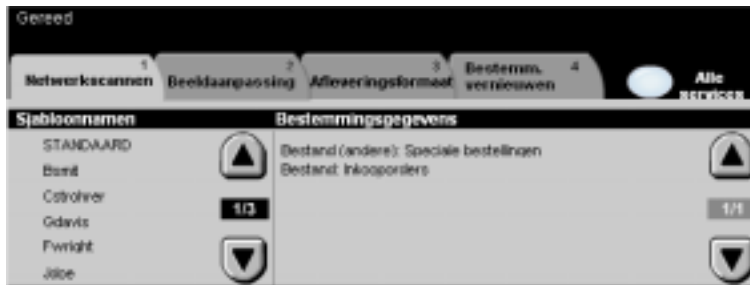 Gereed
1
Netwerkscannen
2
Beeldaanpassing
3
Afleveringsformaat
4
Bestemm.
vernieuwen
Alle
services
Sjabloonnamen
STANDAARD
Bsmit
Cstrohrer
Gdavis
Fwright
1/3
Bestemmingsgegevens
Bestand (andere): Speciale bestellingen
Bestand: Inkooporders
1/1